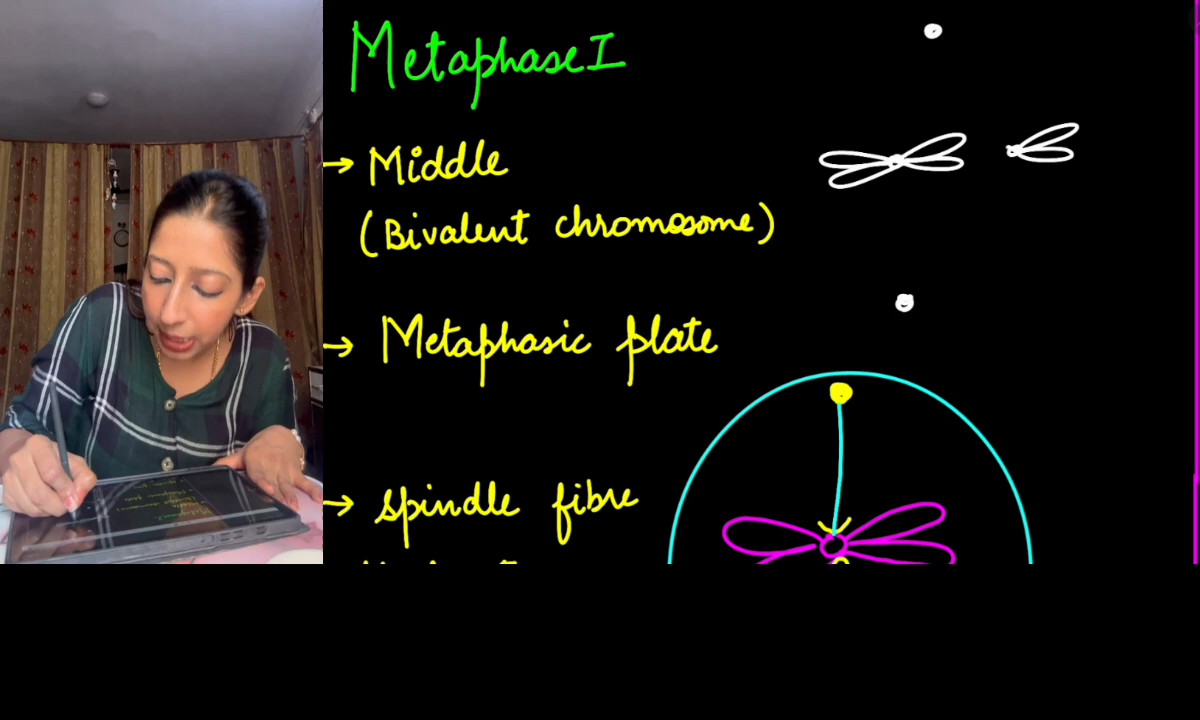 Metaphase I
→ Middle
(Bivalent chromosome)
→ Metaphasic plate
→ spindle fibre